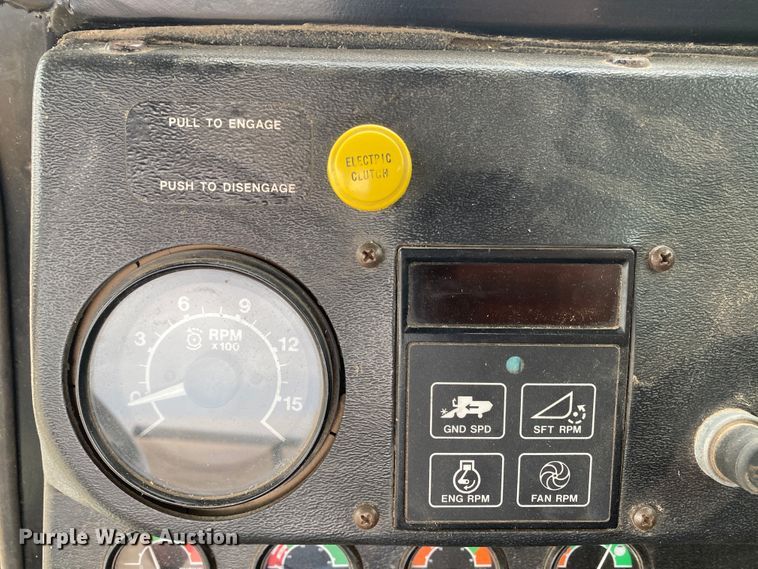 PULL TO ENGAGE
PUSH TO DISENGAGE
ELECTRIC
CLUTCH
0 3 6 9 12 15
RPM
x 100
GND SPD
SFT RPM
ENG RPM
FAN RPM
Purple Wave Auction